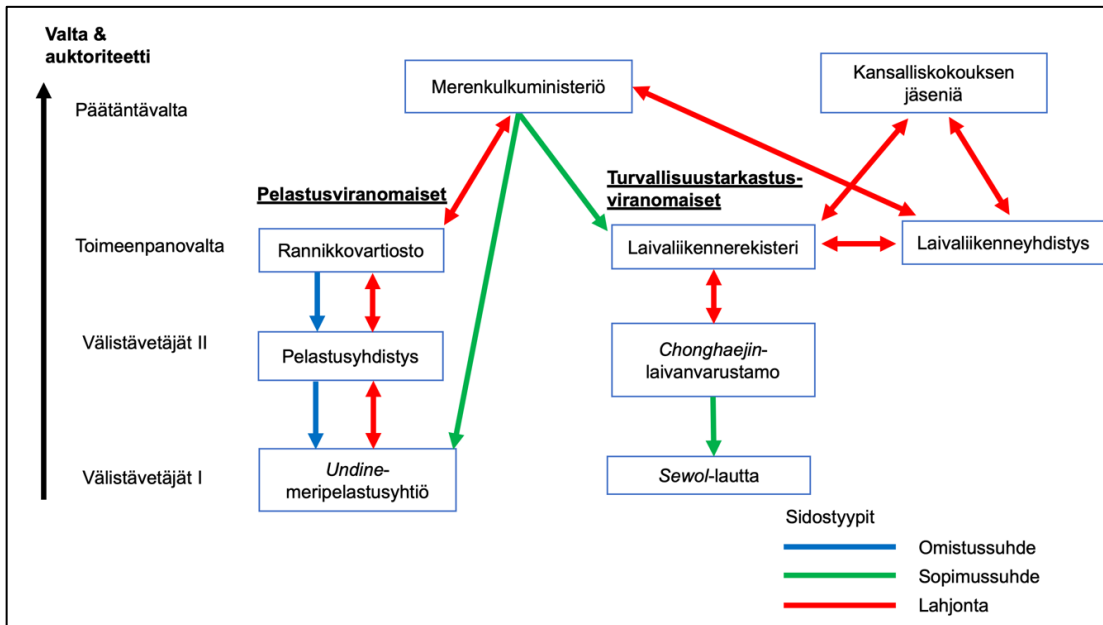 Valta &
auktoriteetti
Merenkulkuministeriö
Kansalliskokouksen
jäseniä
Päätäntävalta
Pelastusviranomaiset
Turvallisuustarkastus-
viranomaiset
Toimeenpanovalta
Rannikkovartiosto
Laivaliikennerekisteri
Laivaliikenneyhdistys
Välistävetäjät II
Pelastusyhdistys
Chonghaejin-
laivanvarustamo
Välistävetäjät I
Undine-
meripelastusyhtiö
Sewol-lautta
Sidostyypit
Omistussuhde
Sopimussuhde
Lahjonta